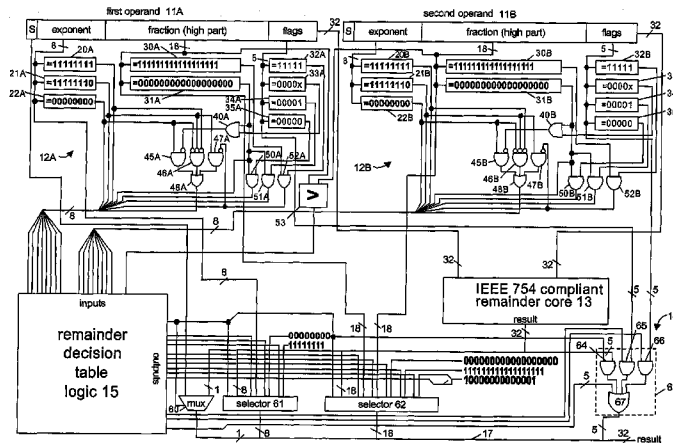 first operand 11A
second operand 11B
S exponent fraction (high part) flags 32
S exponent fraction (high part) flags 32
8 20A 30A 18 5 32A
=11111111 =111111111111111111 =11111 33A
21A =11111110 =000000000000000000 =0000x
22A =00000000 31A 34A =00001
35A =00000
8 20B 18 30B 5 32B
=11111111 =111111111111111111 =11111
21B =11111110 =000000000000000000 =0000x
=00000000 31B =00001
22B =00000
40A 47A
12A 45A 46A 50A 52A
48A 51A
53 >
40B
12B 45B 46B 47B 50B 52B
48B 51B
8 8 8
32 32
IEEE 754 compliant
remainder core 13
result
32
5 5
inputs
remainder
decision
table
logic 15
outputs
00000000
11111111
18 18
000000000000000000
111111111111111111
100000000000000001
64 5 65 66
5
67
60 mux 1 8 selector 61 18 selector 62
1 8 18 17 5 32 result